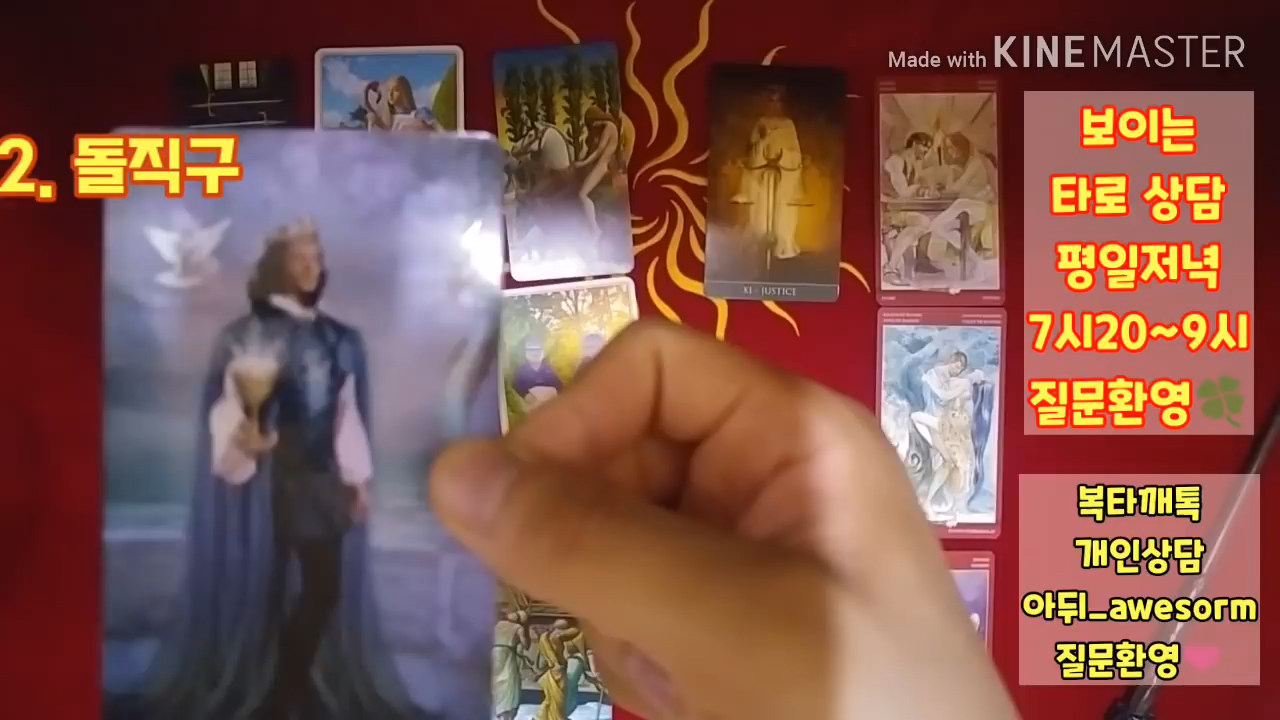 Made with KINEMASTER
2. 돌직구
XI - JUSTICE
보이는
타로 상담
평일저녁
7시20~9시
질문환영🍀
복타깨톡
개인상담
아뒤_awesorm
질문환영